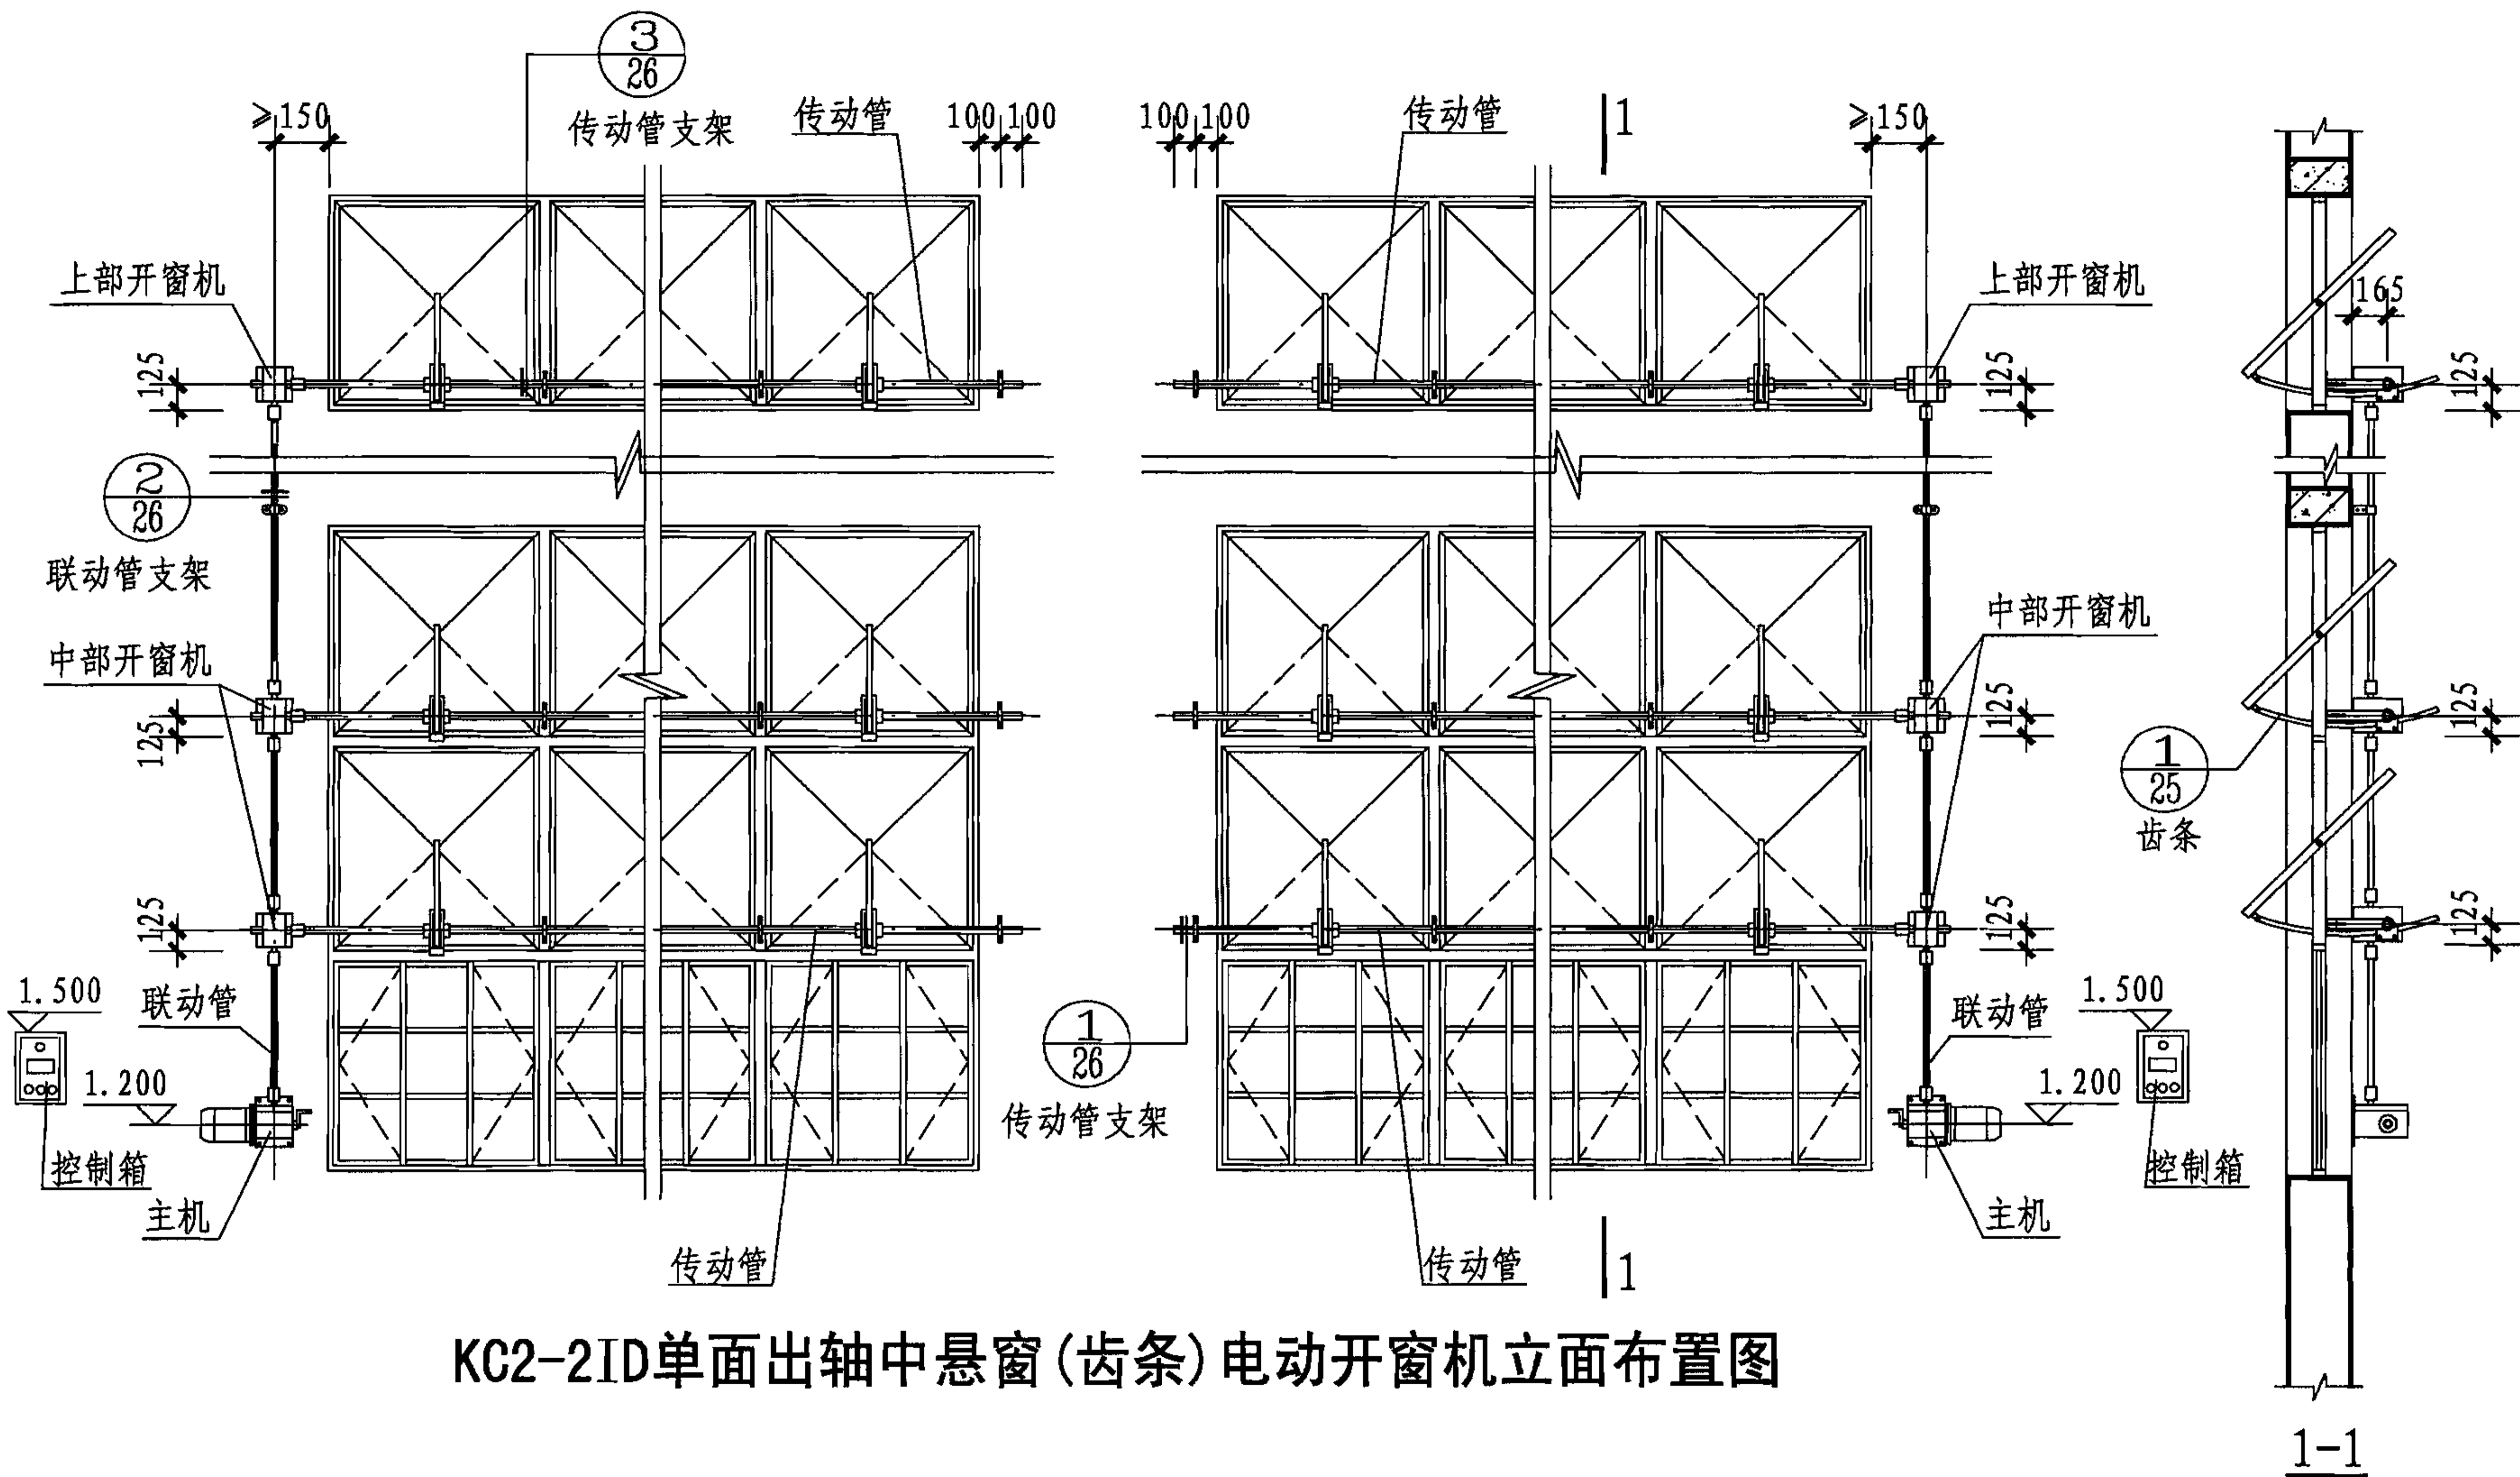 3
26
传动管支架
传动管
≥150
100 100
100 100
传动管
1
≥150
上部开窗机
125
上部开窗机
125
165
125
2
26
联动管支架
中部开窗机
125
中部开窗机
125
125
1
25
齿条
125
125
125
1.500
联动管
1.200
控制箱
主机
1
26
传动管支架
1.500
联动管
1.200
控制箱
主机
传动管
传动管
1
KC2-2ID单面出轴中悬窗(齿条)电动开窗机立面布置图
1-1